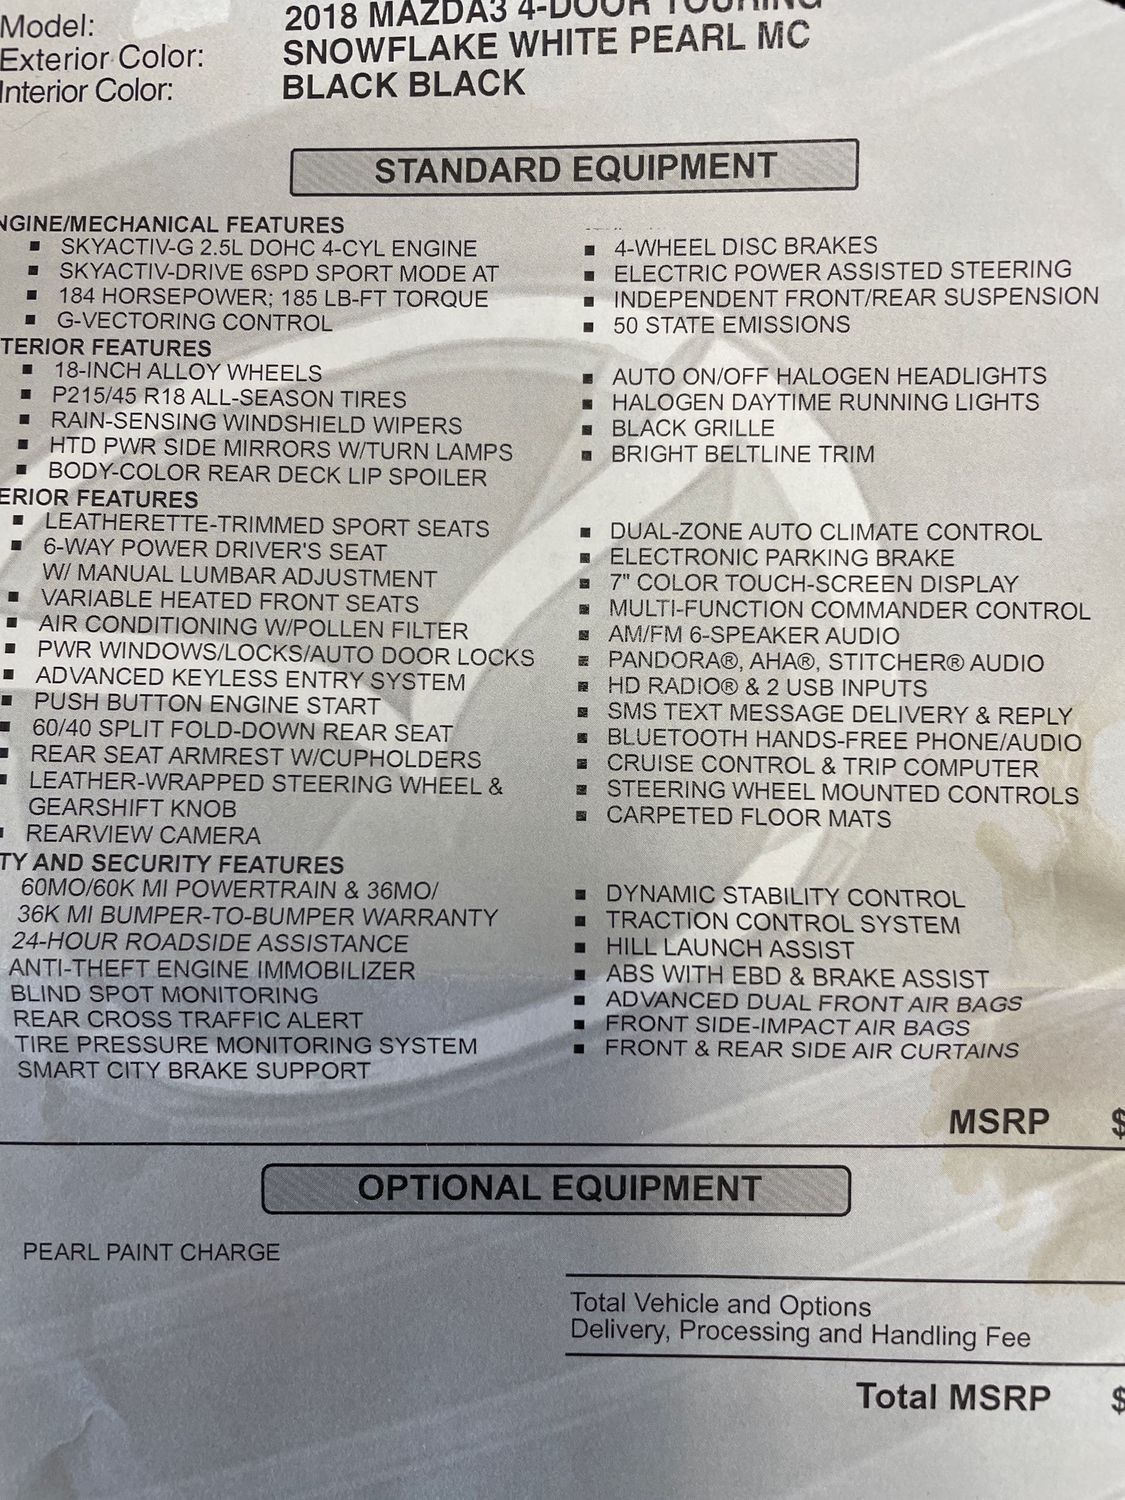 Model: 2018 MAZDA3 4-DOOR TOURING
Exterior Color: SNOWFLAKE WHITE PEARL MC
Interior Color: BLACK BLACK
STANDARD EQUIPMENT
NGINE/MECHANICAL FEATURES
▪ SKYACTIV-G 2.5L DOHC 4-CYL ENGINE
▪ SKYACTIV-DRIVE 6SPD SPORT MODE AT
▪ 184 HORSEPOWER; 185 LB-FT TORQUE
▪ G-VECTORING CONTROL
▪ 4-WHEEL DISC BRAKES
▪ ELECTRIC POWER ASSISTED STEERING
▪ INDEPENDENT FRONT/REAR SUSPENSION
▪ 50 STATE EMISSIONS
TERIOR FEATURES
▪ 18-INCH ALLOY WHEELS
▪ P215/45 R18 ALL-SEASON TIRES
▪ RAIN-SENSING WINDSHIELD WIPERS
▪ HTD PWR SIDE MIRRORS W/TURN LAMPS
▪ BODY-COLOR REAR DECK LIP SPOILER
▪ AUTO ON/OFF HALOGEN HEADLIGHTS
▪ HALOGEN DAYTIME RUNNING LIGHTS
▪ BLACK GRILLE
▪ BRIGHT BELTLINE TRIM
ERIOR FEATURES
▪ LEATHERETTE-TRIMMED SPORT SEATS
▪ 6-WAY POWER DRIVER'S SEAT
W/ MANUAL LUMBAR ADJUSTMENT
▪ VARIABLE HEATED FRONT SEATS
▪ AIR CONDITIONING W/POLLEN FILTER
▪ PWR WINDOWS/LOCKS/AUTO DOOR LOCKS
▪ ADVANCED KEYLESS ENTRY SYSTEM
▪ PUSH BUTTON ENGINE START
▪ 60/40 SPLIT FOLD-DOWN REAR SEAT
▪ REAR SEAT ARMREST W/CUPHOLDERS
▪ LEATHER-WRAPPED STEERING WHEEL &
GEARSHIFT KNOB
▪ REARVIEW CAMERA
▪ DUAL-ZONE AUTO CLIMATE CONTROL
▪ ELECTRONIC PARKING BRAKE
▪ 7" COLOR TOUCH-SCREEN DISPLAY
▪ MULTI-FUNCTION COMMANDER CONTROL
▪ AM/FM 6-SPEAKER AUDIO
▪ PANDORA®, AHA®, STITCHER® AUDIO
▪ HD RADIO® & 2 USB INPUTS
▪ SMS TEXT MESSAGE DELIVERY & REPLY
▪ BLUETOOTH HANDS-FREE PHONE/AUDIO
▪ CRUISE CONTROL & TRIP COMPUTER
▪ STEERING WHEEL MOUNTED CONTROLS
▪ CARPETED FLOOR MATS
TY AND SECURITY FEATURES
60MO/60K MI POWERTRAIN & 36MO/
36K MI BUMPER-TO-BUMPER WARRANTY
24-HOUR ROADSIDE ASSISTANCE
ANTI-THEFT ENGINE IMMOBILIZER
BLIND SPOT MONITORING
REAR CROSS TRAFFIC ALERT
TIRE PRESSURE MONITORING SYSTEM
SMART CITY BRAKE SUPPORT
▪ DYNAMIC STABILITY CONTROL
▪ TRACTION CONTROL SYSTEM
▪ HILL LAUNCH ASSIST
▪ ABS WITH EBD & BRAKE ASSIST
▪ ADVANCED DUAL FRONT AIR BAGS
▪ FRONT SIDE-IMPACT AIR BAGS
▪ FRONT & REAR SIDE AIR CURTAINS
MSRP $
OPTIONAL EQUIPMENT
PEARL PAINT CHARGE
Total Vehicle and Options
Delivery, Processing and Handling Fee
Total MSRP $